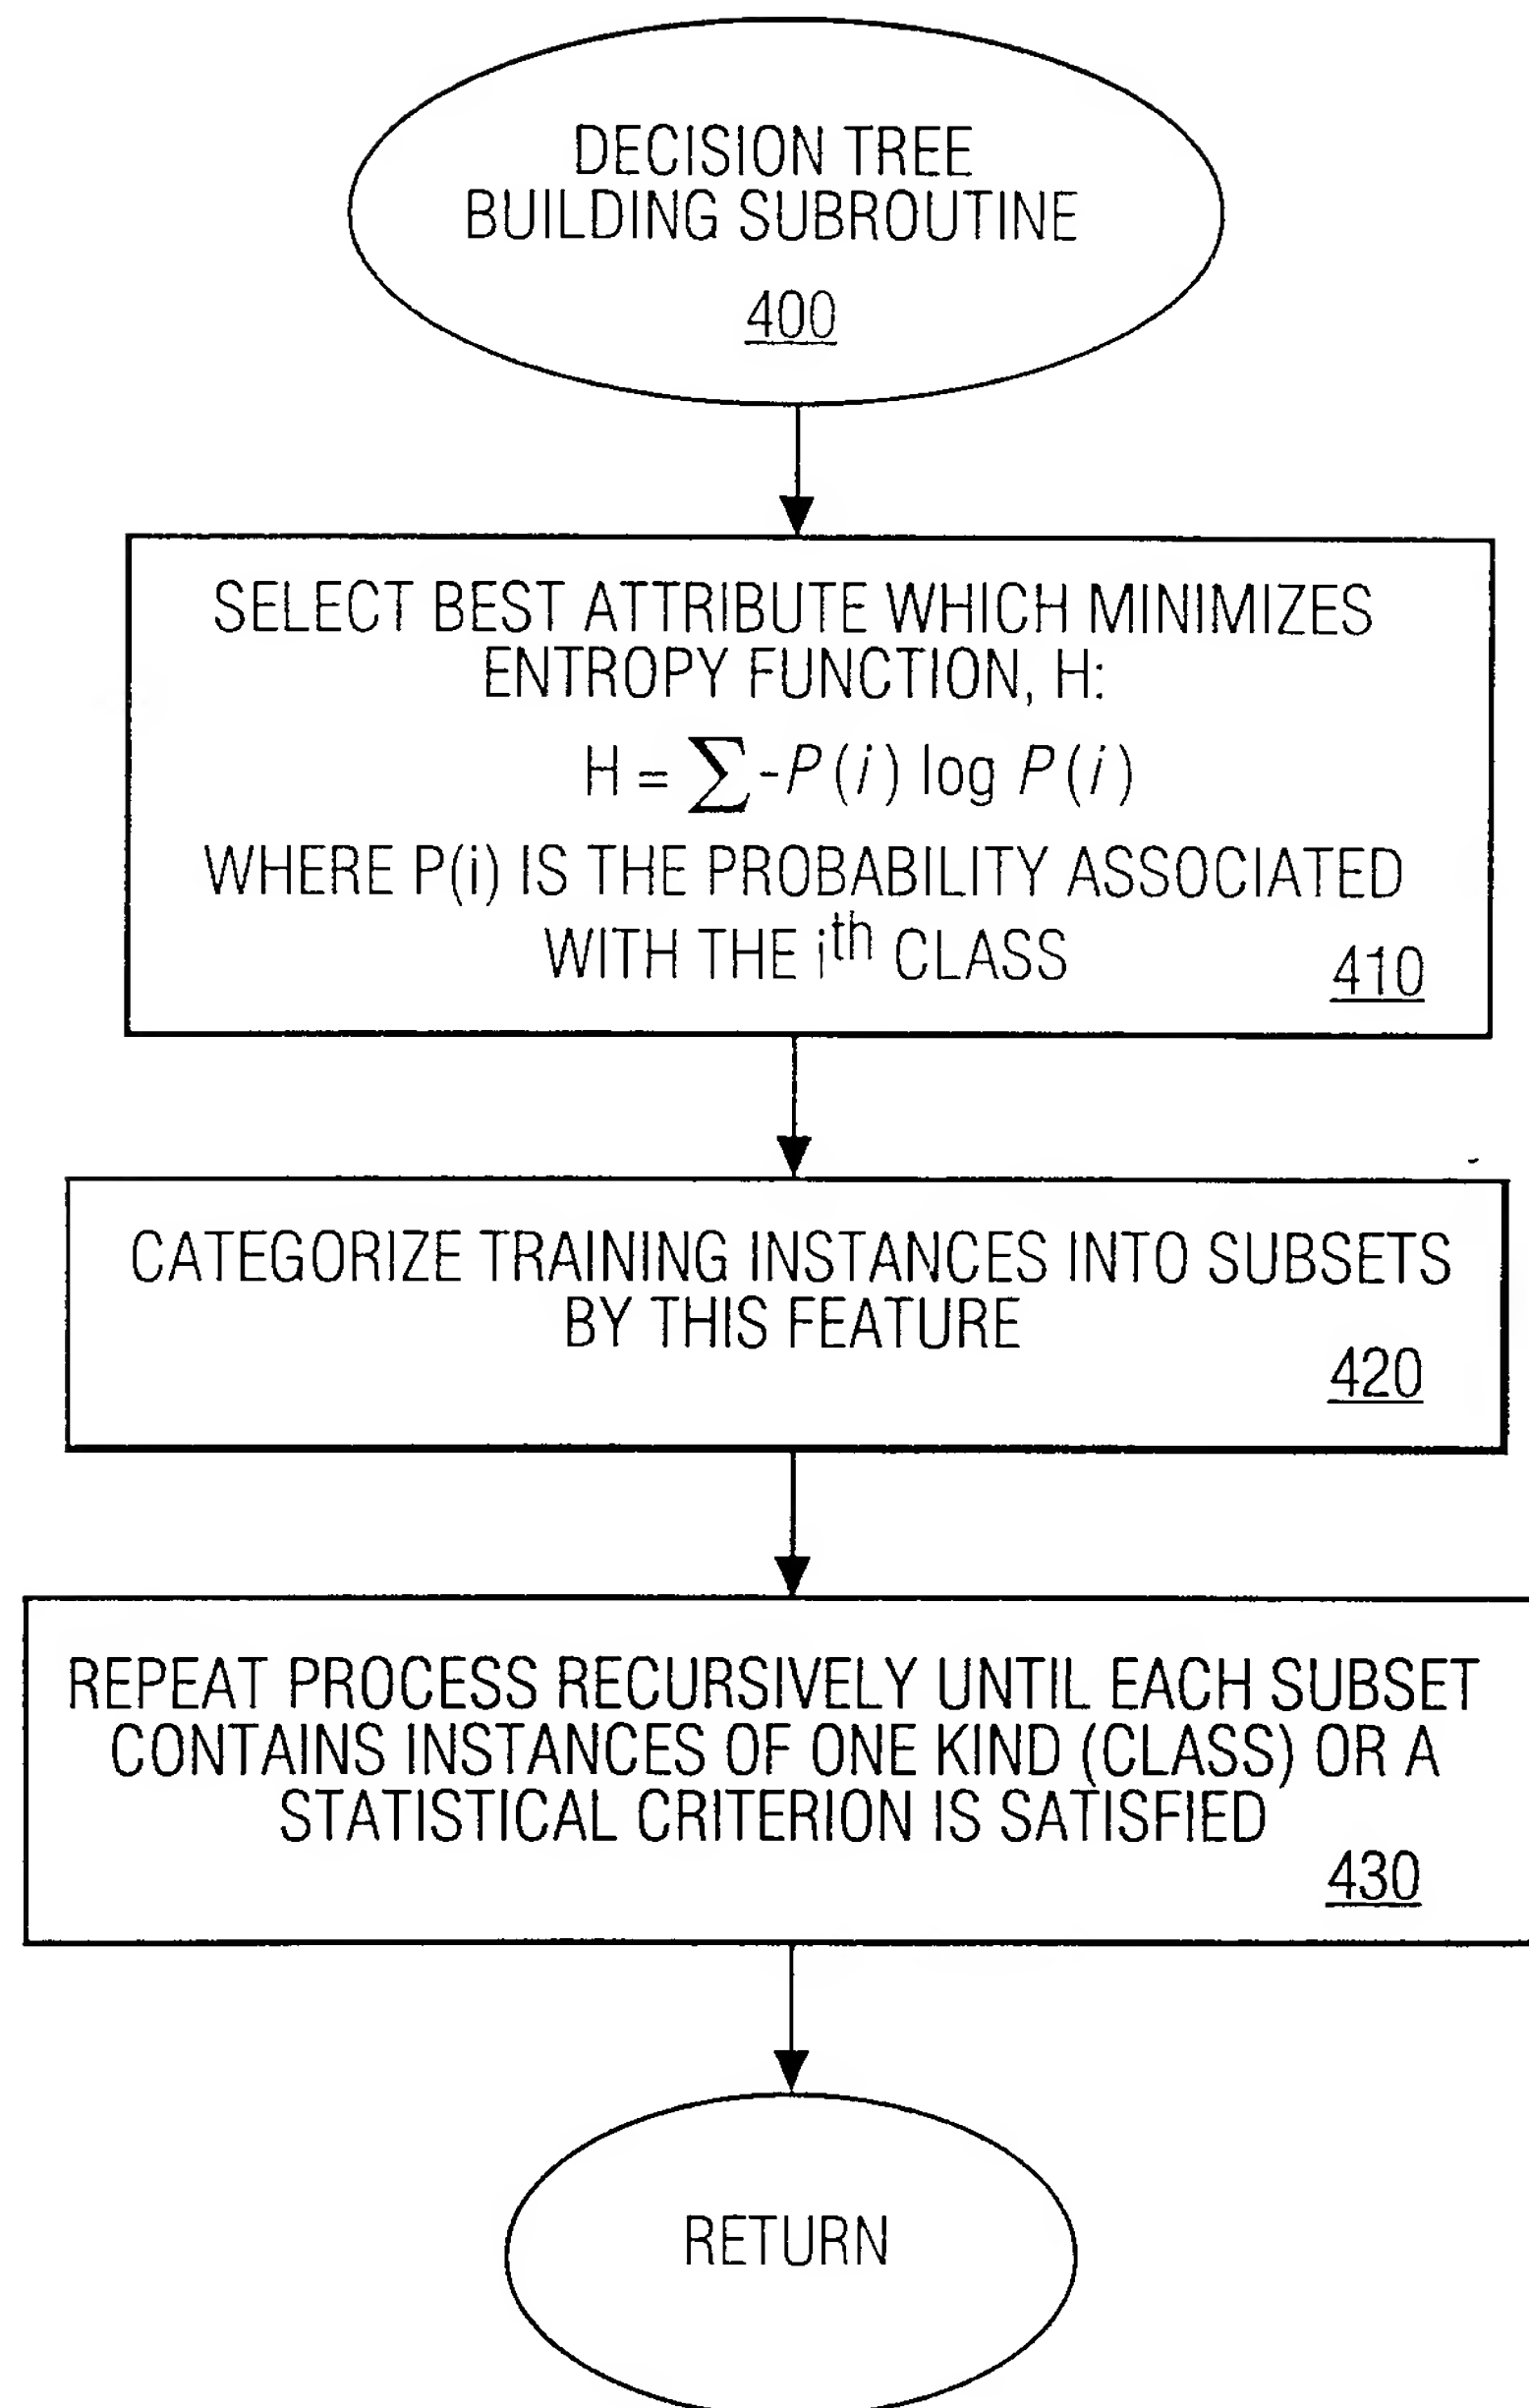 DECISION TREE
BUILDING SUBROUTINE
400
SELECT BEST ATTRIBUTE WHICH MINIMIZES
ENTROPY FUNCTION, H:
H = ∑ -P(i) log P(i)
WHERE P(i) IS THE PROBABILITY ASSOCIATED
WITH THE iᵗʰ CLASS
410
CATEGORIZE TRAINING INSTANCES INTO SUBSETS
BY THIS FEATURE
420
REPEAT PROCESS RECURSIVELY UNTIL EACH SUBSET
CONTAINS INSTANCES OF ONE KIND (CLASS) OR A
STATISTICAL CRITERION IS SATISFIED
430
RETURN